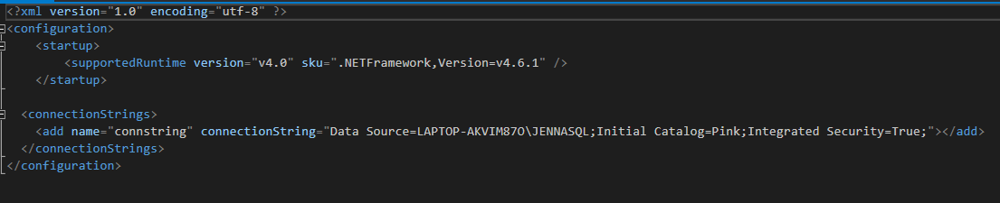 <?xml version="1.0" encoding="utf-8" ?>
<configuration>
    <startup>
        <supportedRuntime version="v4.0" sku=".NETFramework,Version=v4.6.1" />
    </startup>

  <connectionStrings>
    <add name="connstring" connectionString="Data Source=LAPTOP-AKVIM87O\JENNASQL;Initial Catalog=Pink;Integrated Security=True;"></add>
  </connectionStrings>
</configuration>